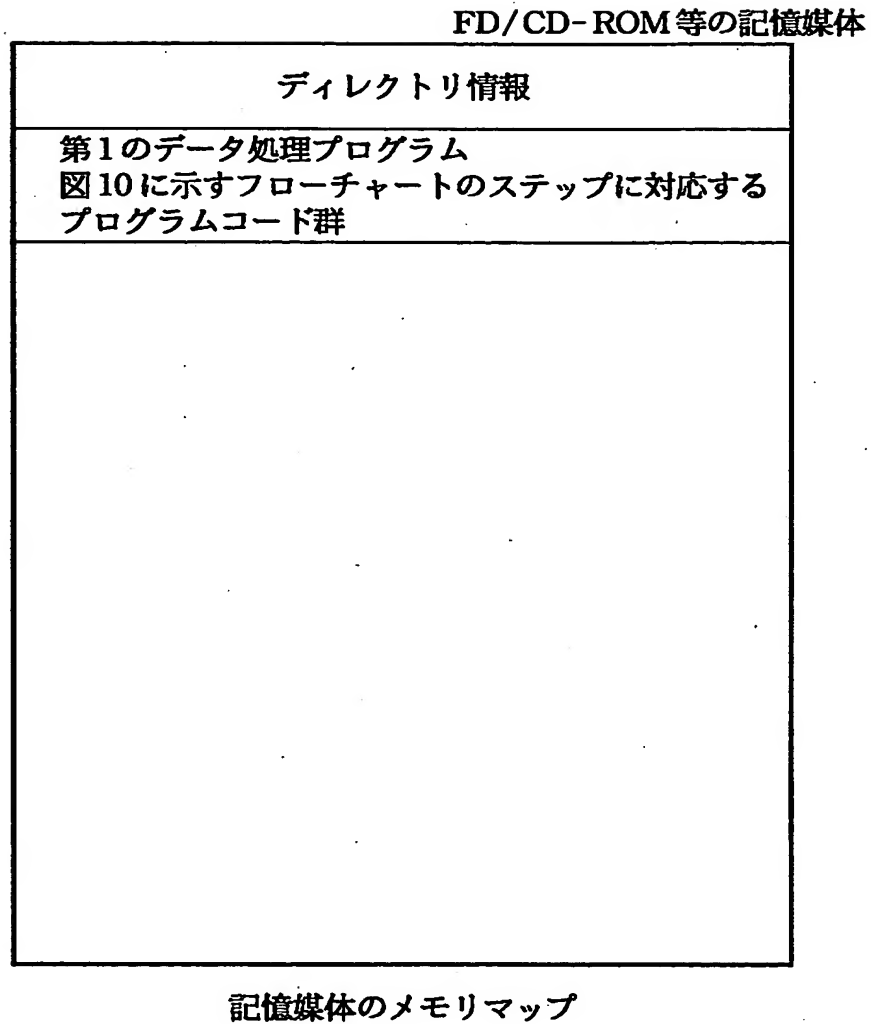 FD/CD-ROM等の記憶媒体
ディレクトリ情報
第1のデータ処理プログラム
図10に示すフローチャートのステップに対応する
プログラムコード群
記憶媒体のメモリマップ